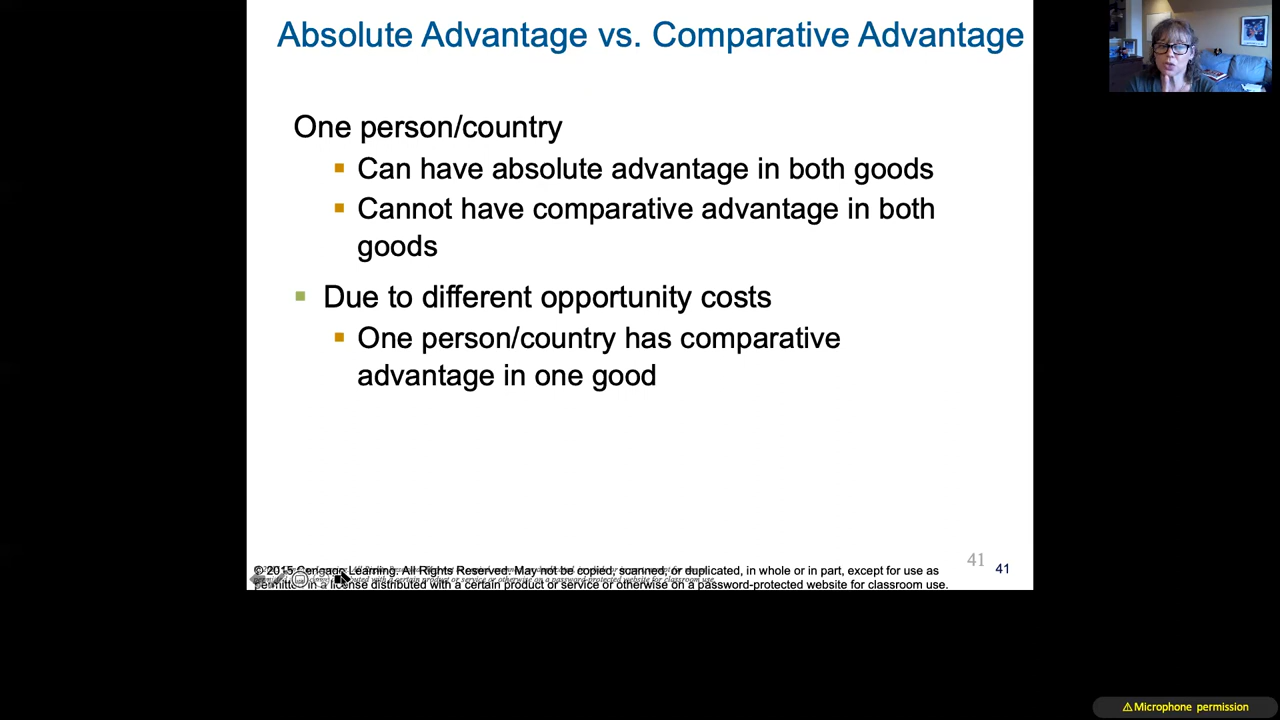 Absolute Advantage vs. Comparative Advantage
One person/country
Can have absolute advantage in both goods
Cannot have comparative advantage in both
goods
Due to different opportunity costs
One person/country has comparative
advantage in one good
41
41
© 2015 Cengage Learning. All Rights Reserved. May not be copied, scanned, or duplicated, in whole or in part, except for use as
permitted in a license distributed with a certain product or service or otherwise on a password-protected website for classroom use.
⚠Microphone permission